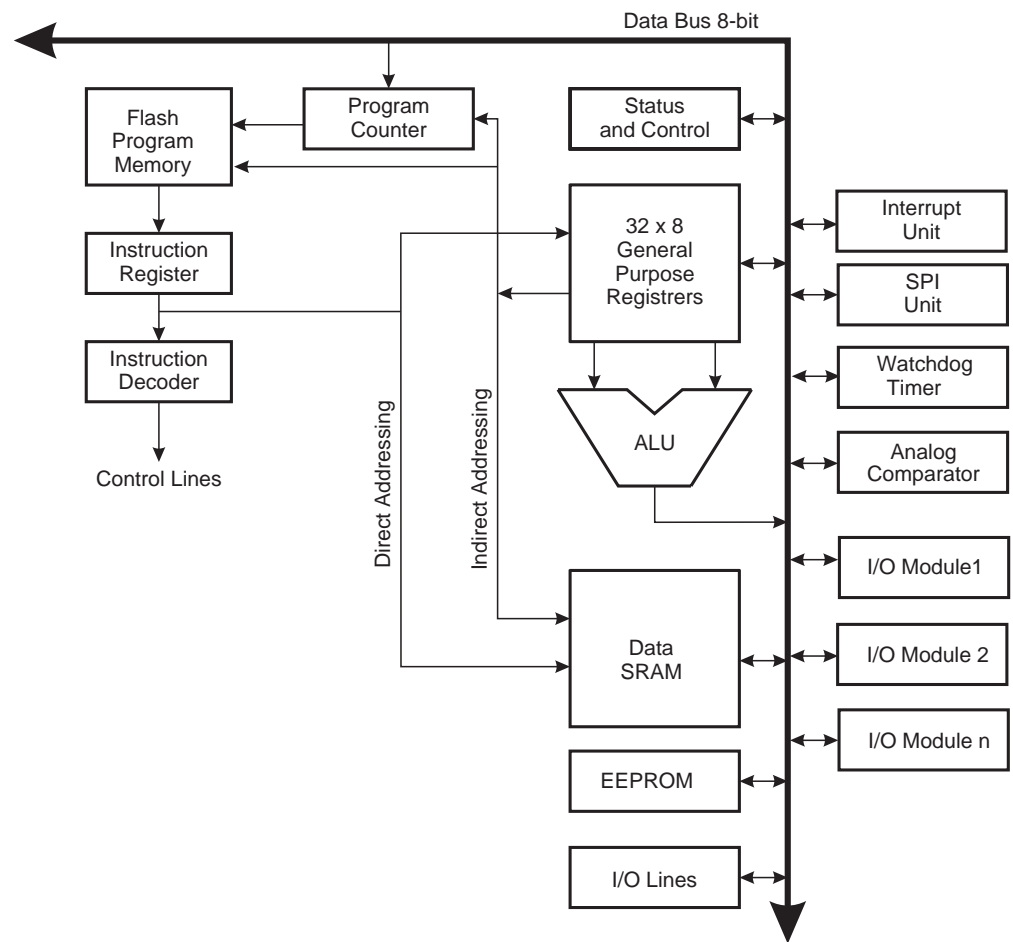 Data Bus 8-bit
Flash
Program
Memory
Program
Counter
Status
and Control
Instruction
Register
32 x 8
General
Purpose
Registrers
Interrupt
Unit
SPI
Unit
Instruction
Decoder
Watchdog
Timer
Control Lines
Direct Addressing
Indirect Addressing
ALU
Analog
Comparator
I/O Module1
Data
SRAM
I/O Module 2
I/O Module n
EEPROM
I/O Lines